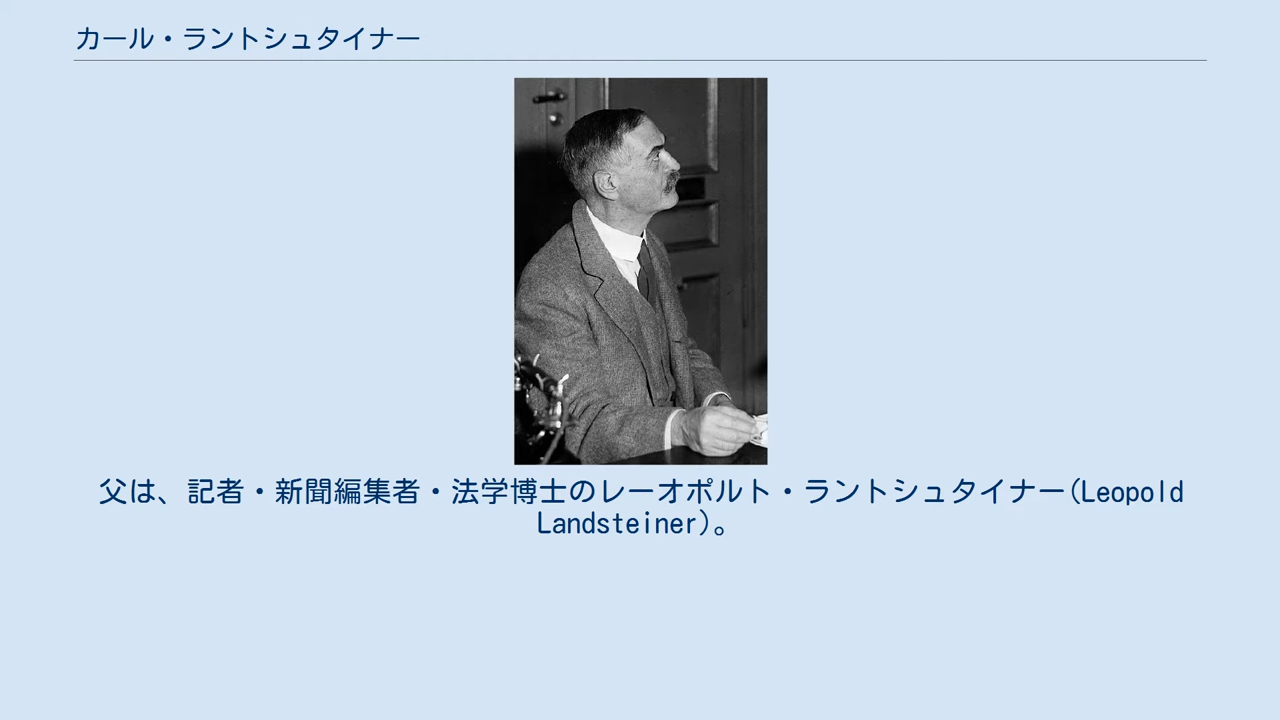 カール・ラントシュタイナー
父は、記者・新聞編集者・法学博士のレーオポルト・ラントシュタイナー(Leopold
Landsteiner)。